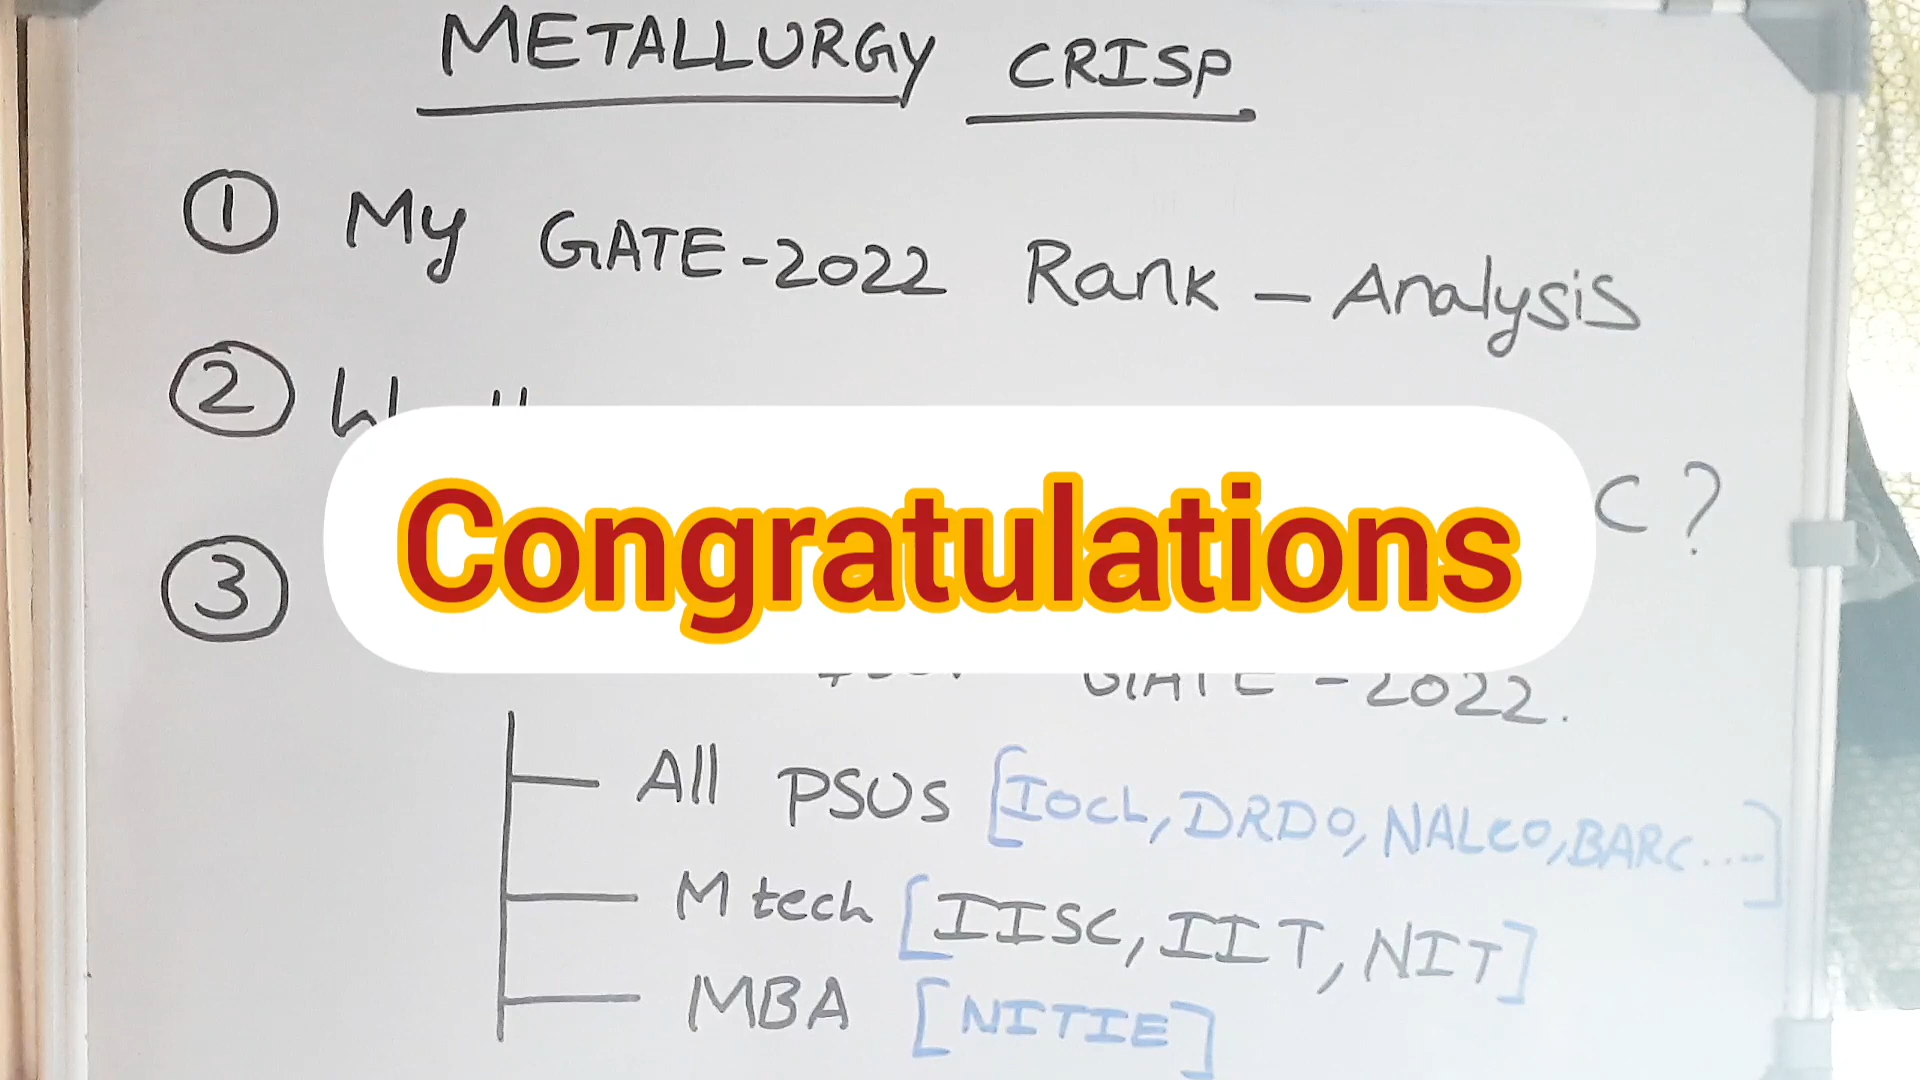 METALLURGY CRISP
① My GATE-2022 Rank - Analysis
②
C?
Congratulations
③
GATE - 2022.
All PSUs [IOCL, DRDO, NALCO, BARC....]
Mtech [IISC, IIT, NIT]
MBA [NITIE]